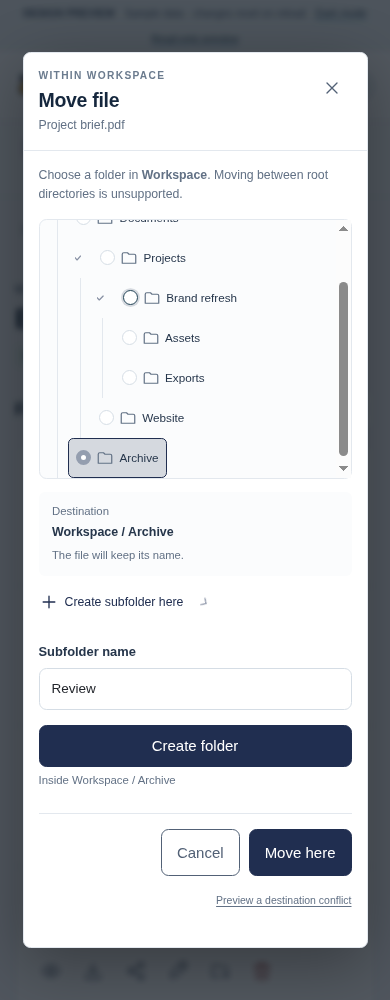 WITHIN WORKSPACE
Move file
Project brief.pdf
Choose a folder in Workspace. Moving between root
directories is unsupported.
Documents
Projects
Brand refresh
Assets
Exports
Website
Archive
Destination
Workspace / Archive
The file will keep its name.
Create subfolder here
Subfolder name
Review
Create folder
Inside Workspace / Archive
Cancel
Move here
Preview a destination conflict